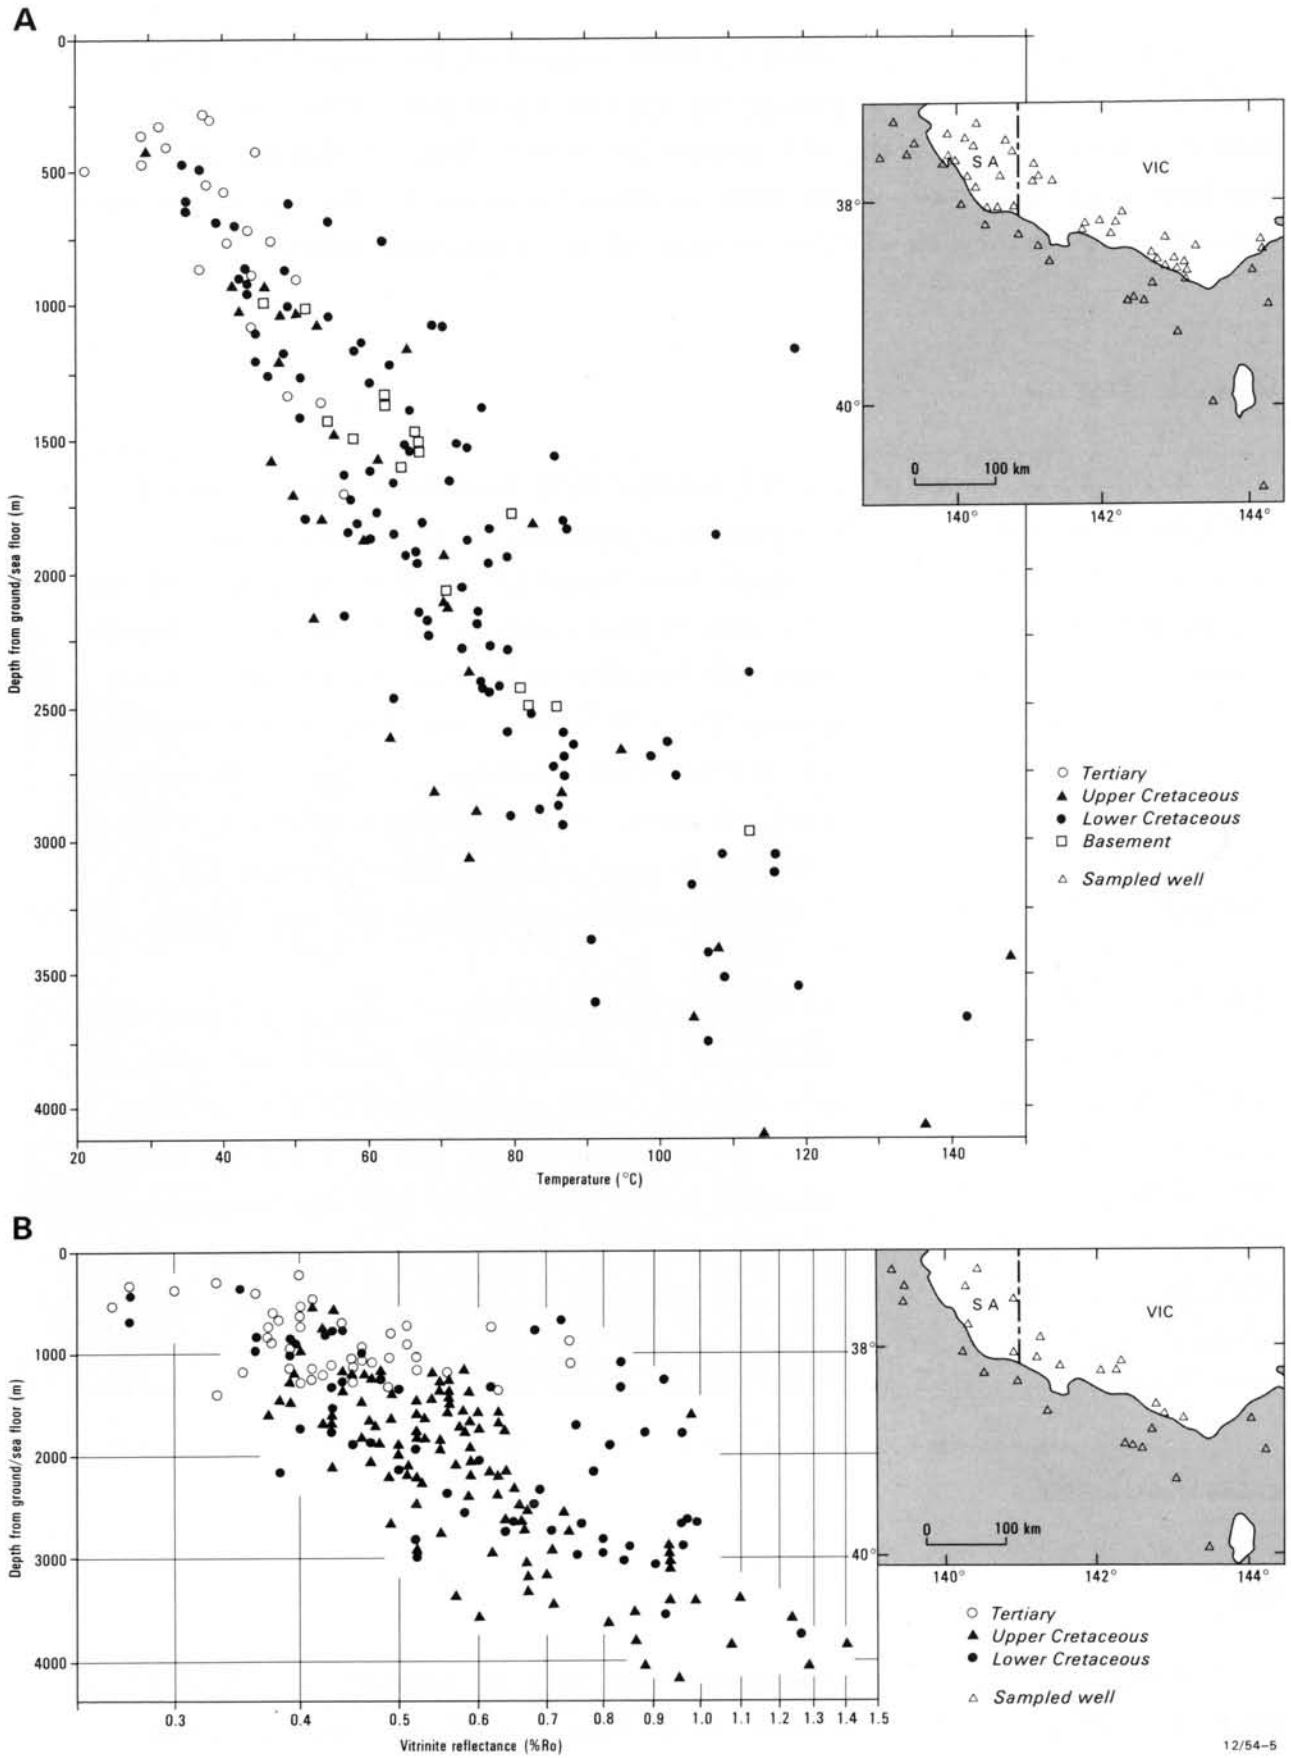 A
0
500
1000
1500
2000
2500
3000
3500
4000
Depth from ground/sea floor (m)
20 40 60 80 100 120 140
Temperature (°C)
S A
VIC
38°
40°
0 100 km
140° 142° 144°
Tertiary
Upper Cretaceous
Lower Cretaceous
Basement
Sampled well
B
0
1000
2000
3000
4000
Depth from ground/sea floor (m)
0.3 0.4 0.5 0.6 0.7 0.8 0.9 1.0 1.1 1.2 1.3 1.4 1.5
Vitrinite reflectance (%Ro)
S A
VIC
38°
40°
0 100 km
140° 142° 144°
Tertiary
Upper Cretaceous
Lower Cretaceous
Sampled well
12/54-5